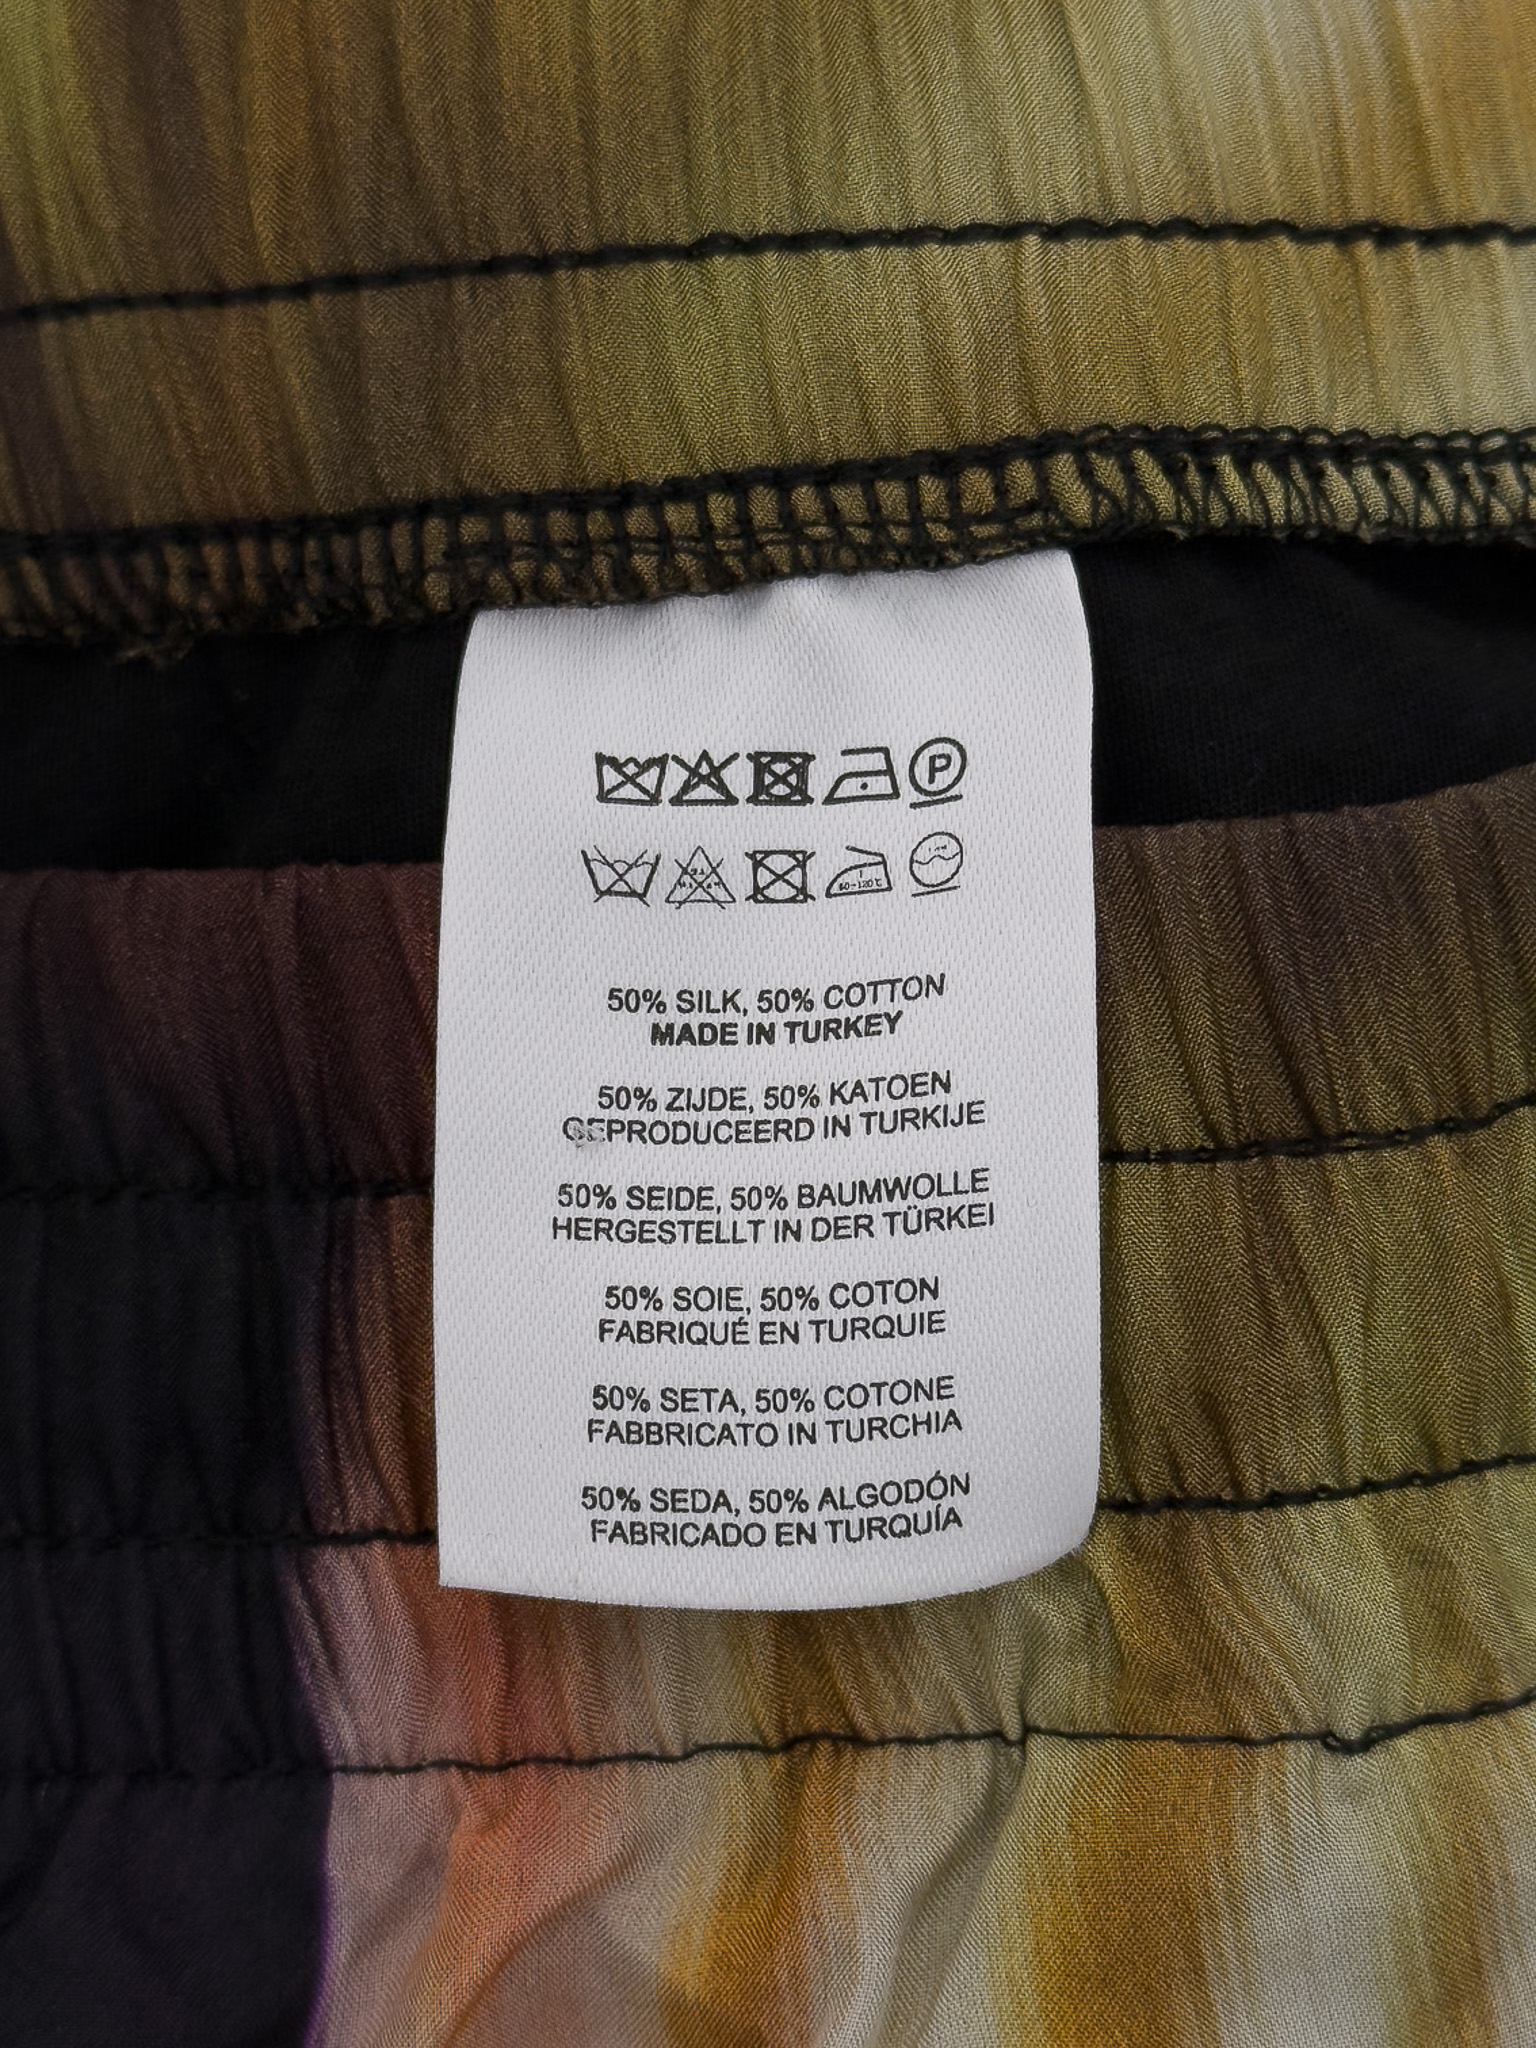 P
50% SILK, 50% COTTON
MADE IN TURKEY
50% ZIJDE, 50% KATOEN
GEPRODUCEERD IN TURKIJE
50% SEIDE, 50% BAUMWOLLE
HERGESTELLT IN DER TÜRKEI
50% SOIE, 50% COTON
FABRIQUÉ EN TURQUIE
50% SETA, 50% COTONE
FABBRICATO IN TURCHIA
50% SEDA, 50% ALGODÓN
FABRICADO EN TURQUÍA